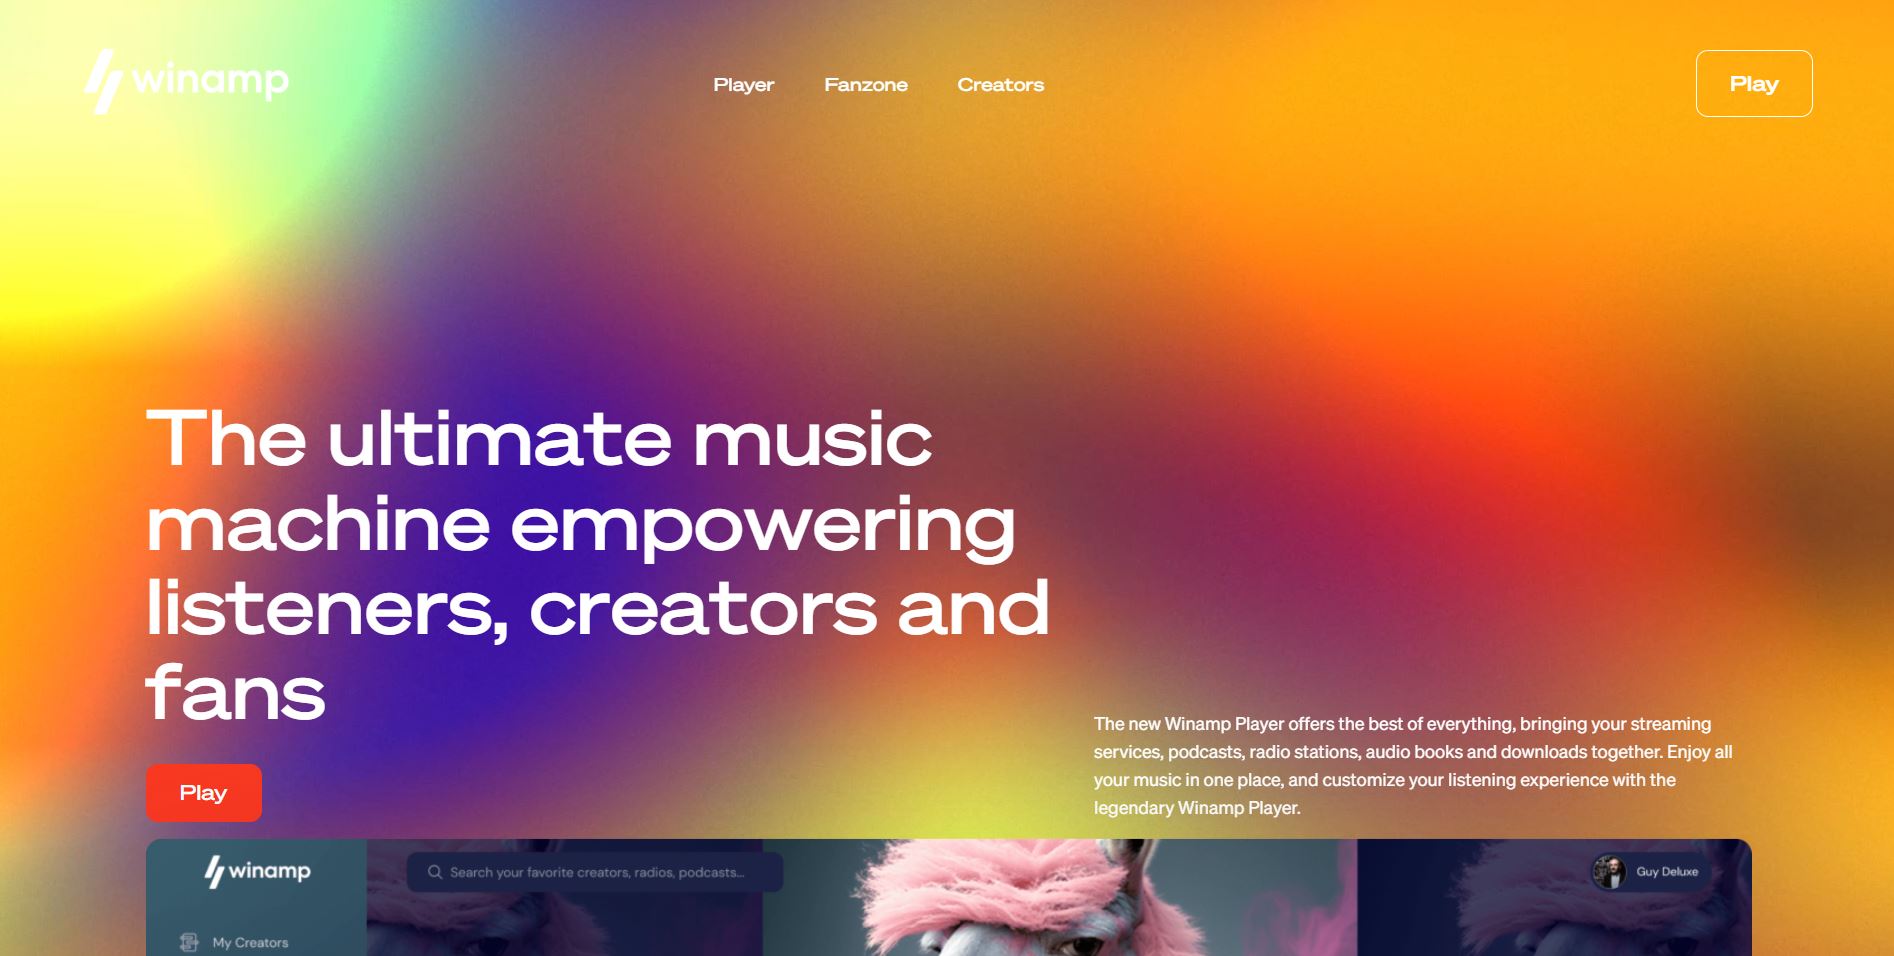 winamp
Player
Fanzone
Creators
Play
The ultimate music
machine empowering
listeners, creators and
fans
The new Winamp Player offers the best of everything, bringing your streaming
services, podcasts, radio stations, audio books and downloads together. Enjoy all
your music in one place, and customize your listening experience with the
legendary Winamp Player.
Play
winamp
Search your favorite creators, radios, podcasts...
Guy Deluxe
My Creators